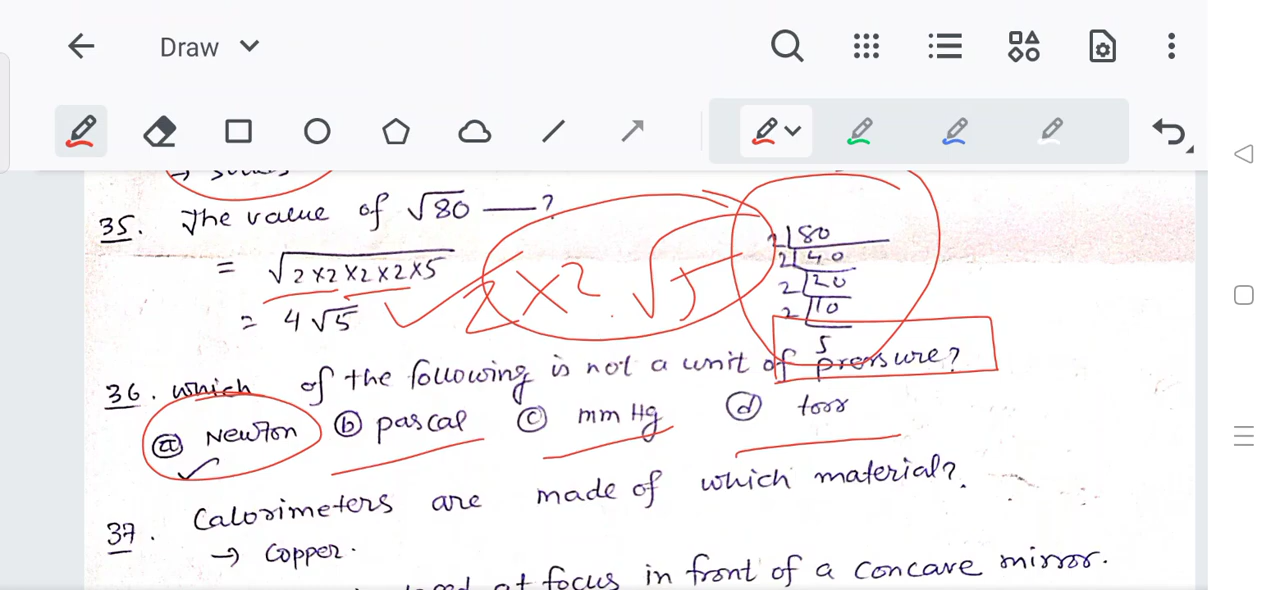 Draw
35. The value of √80 — ?
= √2×2×2×2×5
= 4√5
2×2√5
2 80
2 40
2 20
2 10
5
36. which of the following is not a unit of pressure?
(a) Newton (b) pascal (c) mm Hg (d) torr
37. Calorimeters are made of which material?
→ Copper.
at focus in front of a concave mirror.